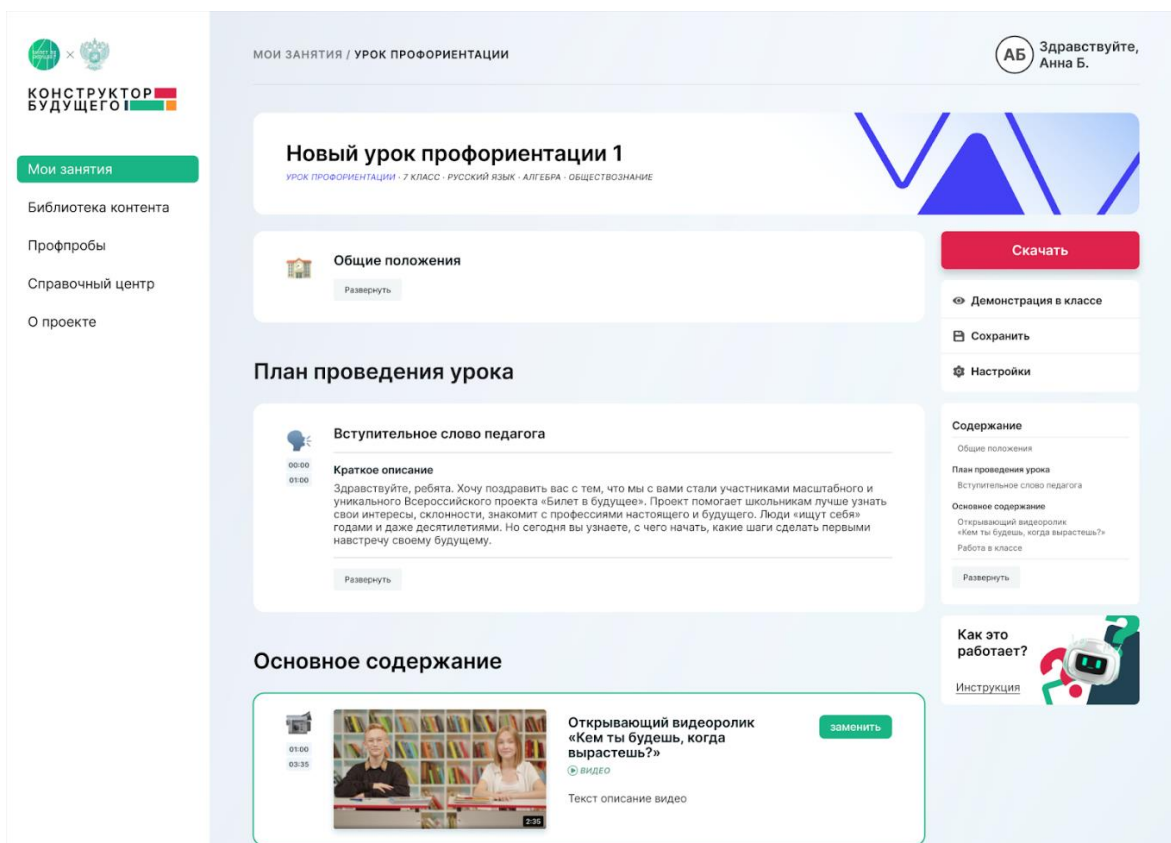 БИЛЕТ В
БУДУЩЕЕ
×
КОНСТРУКТОР
БУДУЩЕГО
Мои занятия
Библиотека контента
Профпробы
Справочный центр
О проекте
МОИ ЗАНЯТИЯ / УРОК ПРОФОРИЕНТАЦИИ
АБ
Здравствуйте,
Анна Б.
Новый урок профориентации 1
УРОК ПРОФОРИЕНТАЦИИ · 7 КЛАСС · РУССКИЙ ЯЗЫК · АЛГЕБРА · ОБЩЕСТВОЗНАНИЕ
Общие положения
Развернуть
План проведения урока
Вступительное слово педагога
00:00
01:00
Краткое описание
Здравствуйте, ребята. Хочу поздравить вас с тем, что мы с вами стали участниками масштабного и
уникального Всероссийского проекта «Билет в будущее». Проект помогает школьникам лучше узнать
свои интересы, склонности, знакомит с профессиями настоящего и будущего. Люди «ищут себя»
годами и даже десятилетиями. Но сегодня вы узнаете, с чего начать, какие шаги сделать первыми
навстречу своему будущему.
Развернуть
Основное содержание
01:00
03:35
2:35
Открывающий видеоролик
«Кем ты будешь, когда
вырастешь?»
ВИДЕО
Текст описание видео
заменить
Скачать
Демонстрация в классе
Сохранить
Настройки
Содержание
Общие положения
План проведения урока
Вступительное слово педагога
Основное содержание
Открывающий видеоролик
«Кем ты будешь, когда вырастешь?»
Работа в классе
Развернуть
Как это
работает?
Инструкция